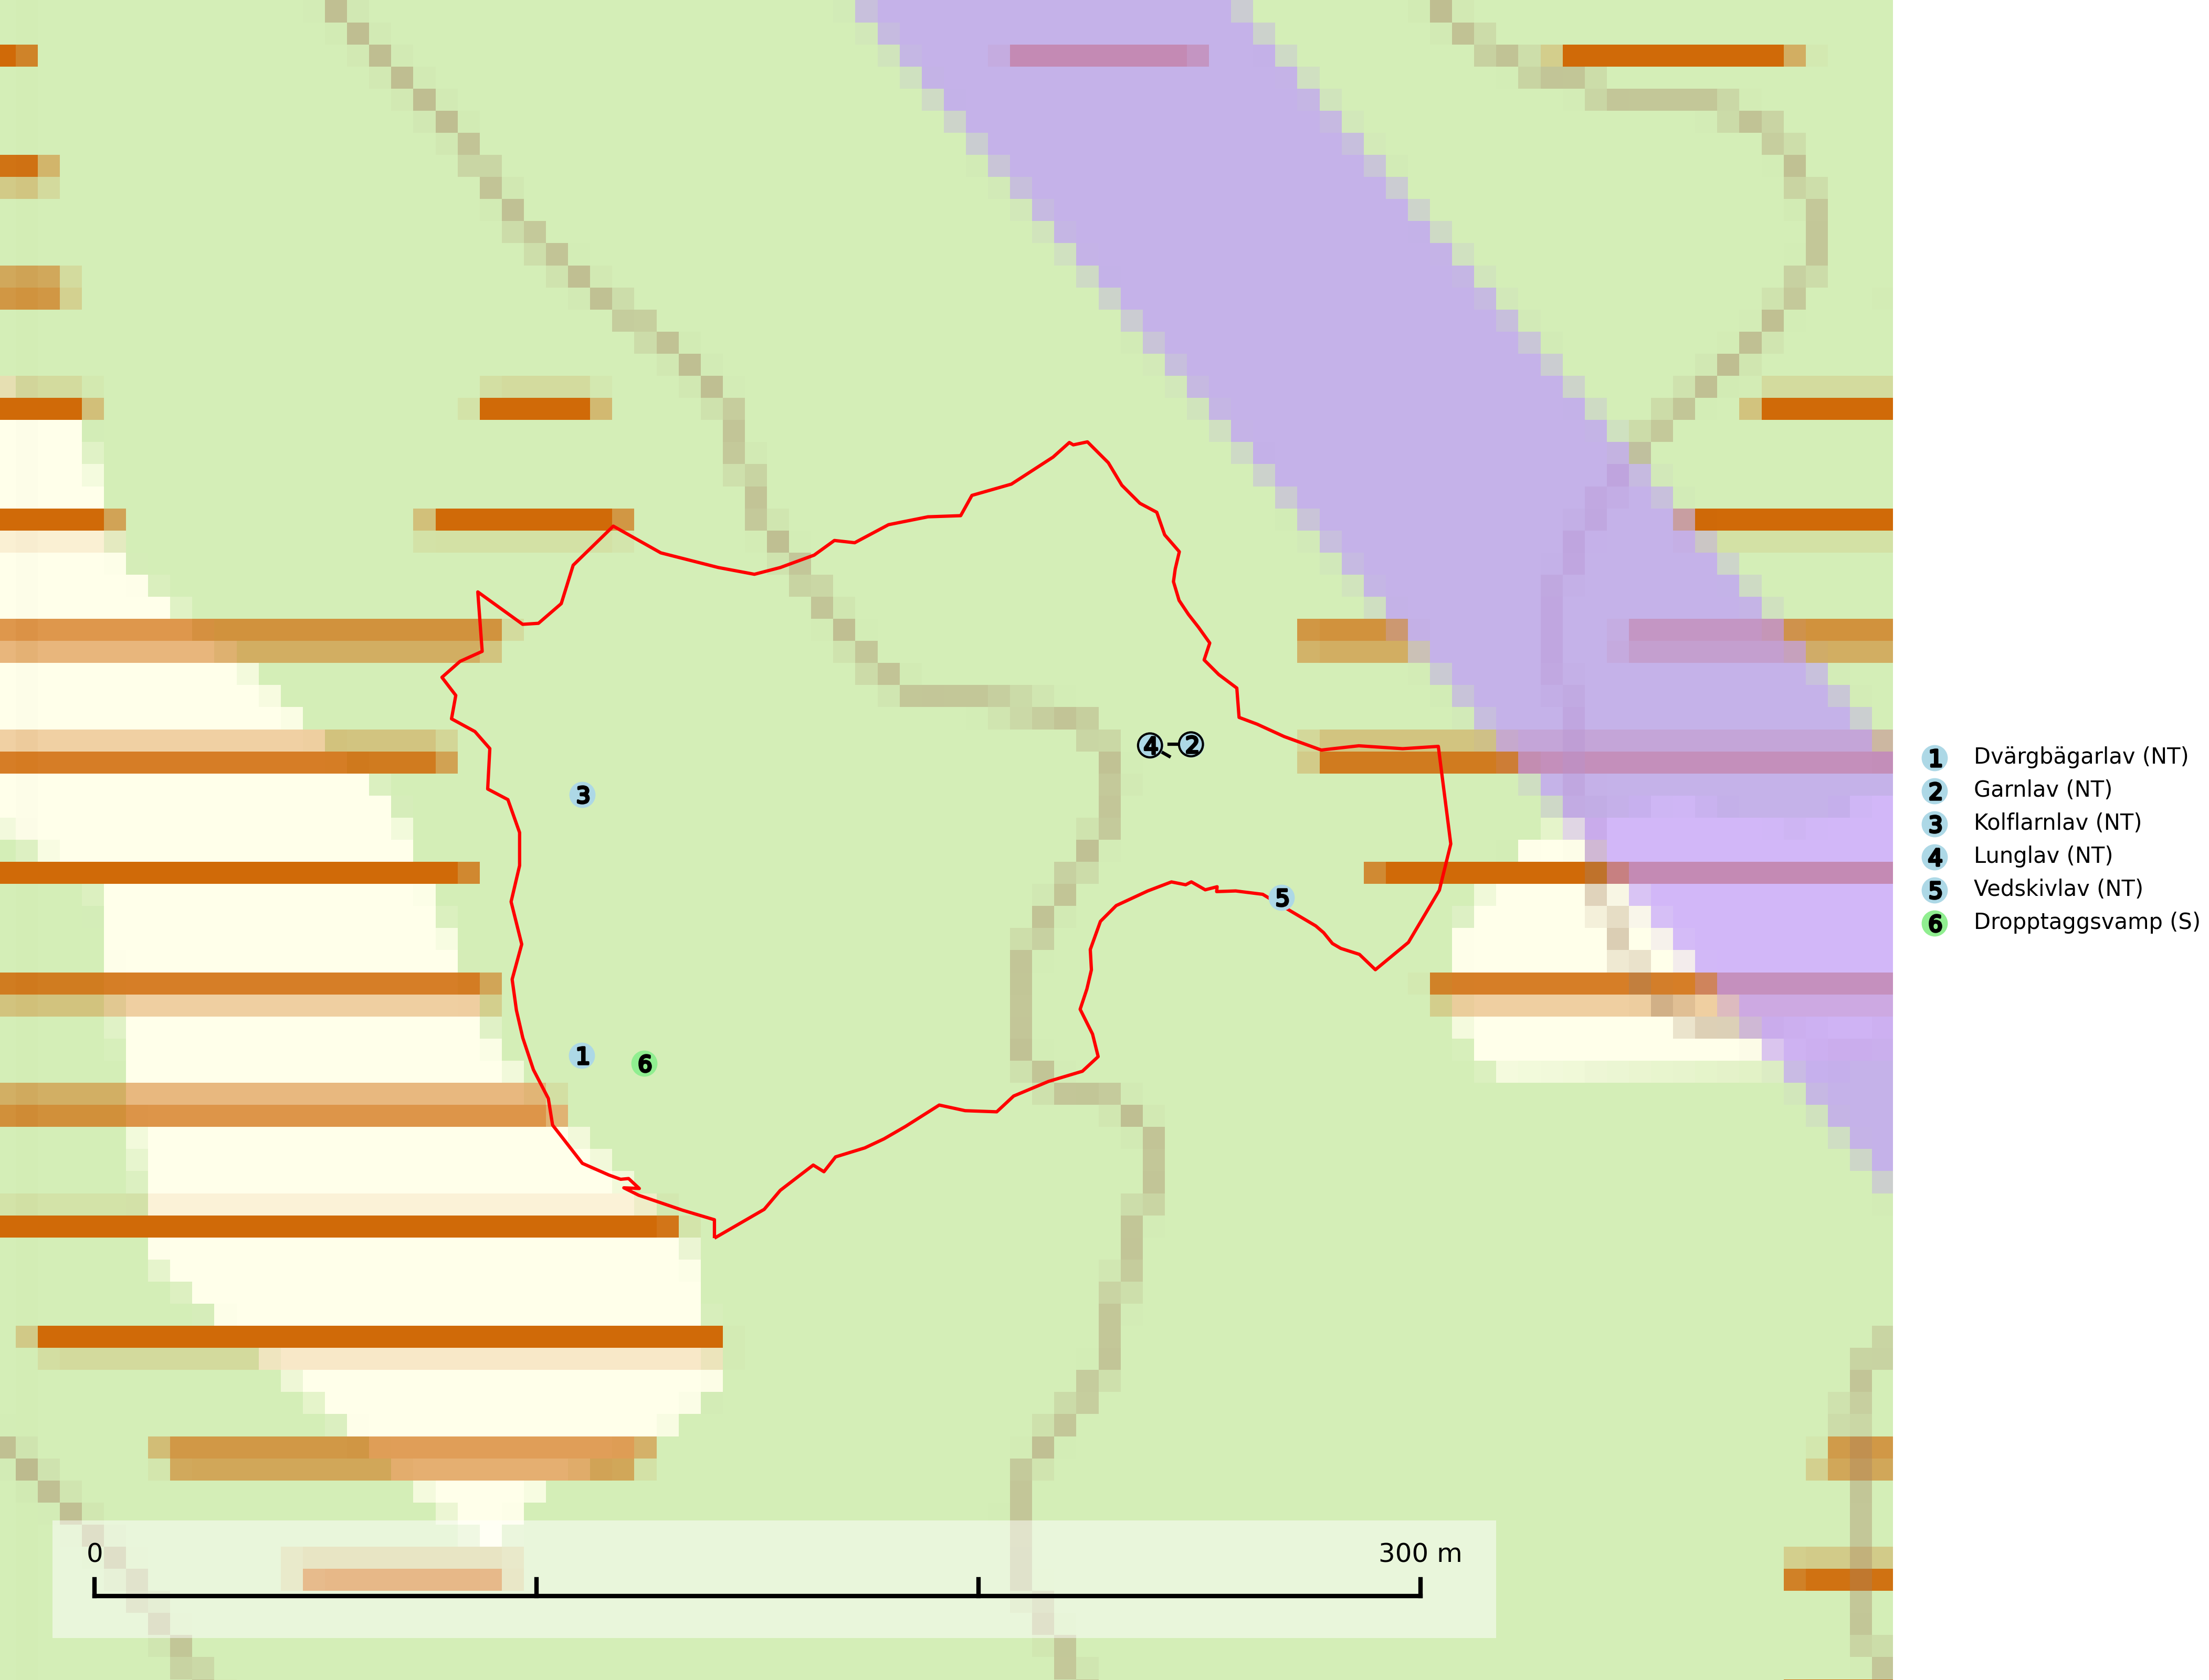 4 2
3
5
1
6
1 Dvärgbägarlav (NT)
2 Garnlav (NT)
3 Kolflarnlav (NT)
4 Lunglav (NT)
5 Vedskivlav (NT)
6 Dropptaggsvamp (S)
0 300 m